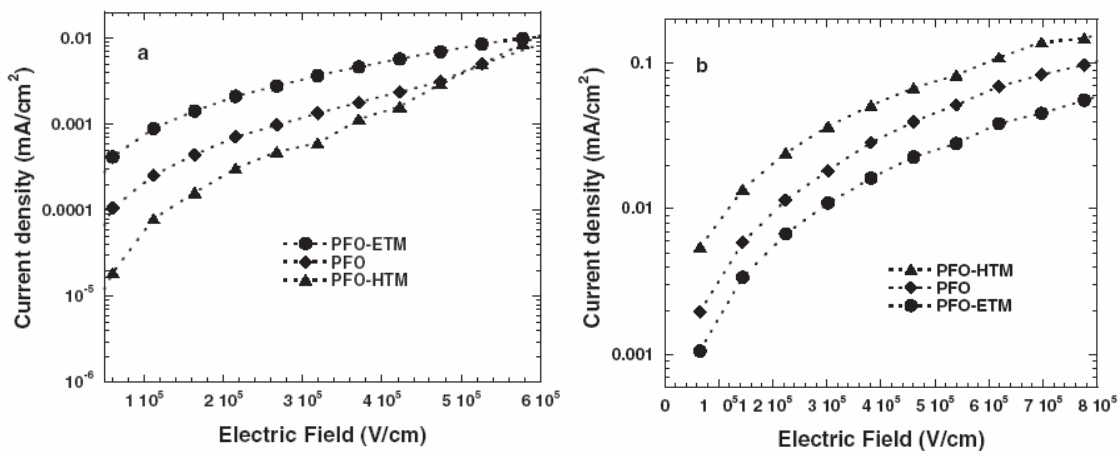 a
0.01
0.001
0.0001
10⁻⁵
10⁻⁶
Current density (mA/cm²)
PFO-ETM
PFO
PFO-HTM
1 10⁵ 2 10⁵ 3 10⁵ 4 10⁵ 5 10⁵ 6 10⁵
Electric Field (V/cm)
b
0.1
0.01
0.001
Current density (mA/cm²)
PFO-HTM
PFO
PFO-ETM
0 1 0⁵1 2 10⁵ 3 10⁵ 4 10⁵ 5 10⁵ 6 10⁵ 7 10⁵ 8 10⁵
Electric Field (V/cm)